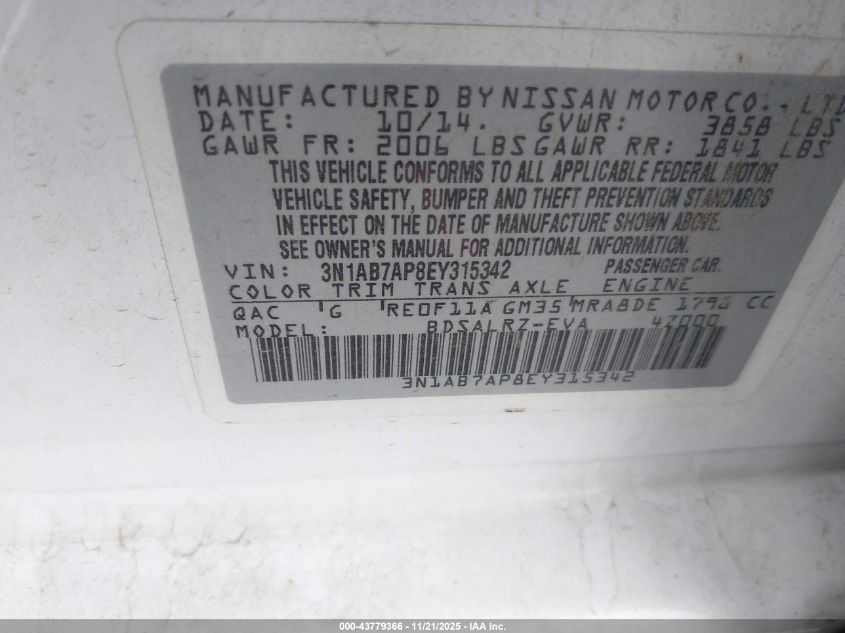 MANUFACTURED BY NISSAN MOTOR CO., LTD
DATE: 10/14. GVWR: 3858 LBS
GAWR FR: 2006 LBS GAWR RR: 1841 LBS
THIS VEHICLE CONFORMS TO ALL APPLICABLE FEDERAL MOTOR
VEHICLE SAFETY, BUMPER AND THEFT PREVENTION STANDARDS
IN EFFECT ON THE DATE OF MANUFACTURE SHOWN ABOVE.
SEE OWNER'S MANUAL FOR ADDITIONAL INFORMATION.
VIN: 3N1AB7AP8EY315342 PASSENGER CAR.
COLOR TRIM TRANS AXLE ENGINE
QAC G RE0F11A GM35 MRA8DE 1798 CC
MODEL: BDSALRZ-EVA 4Z000
3N1AB7AP8EY315342
000-43779366 - 11/21/2025 - IAA Inc.